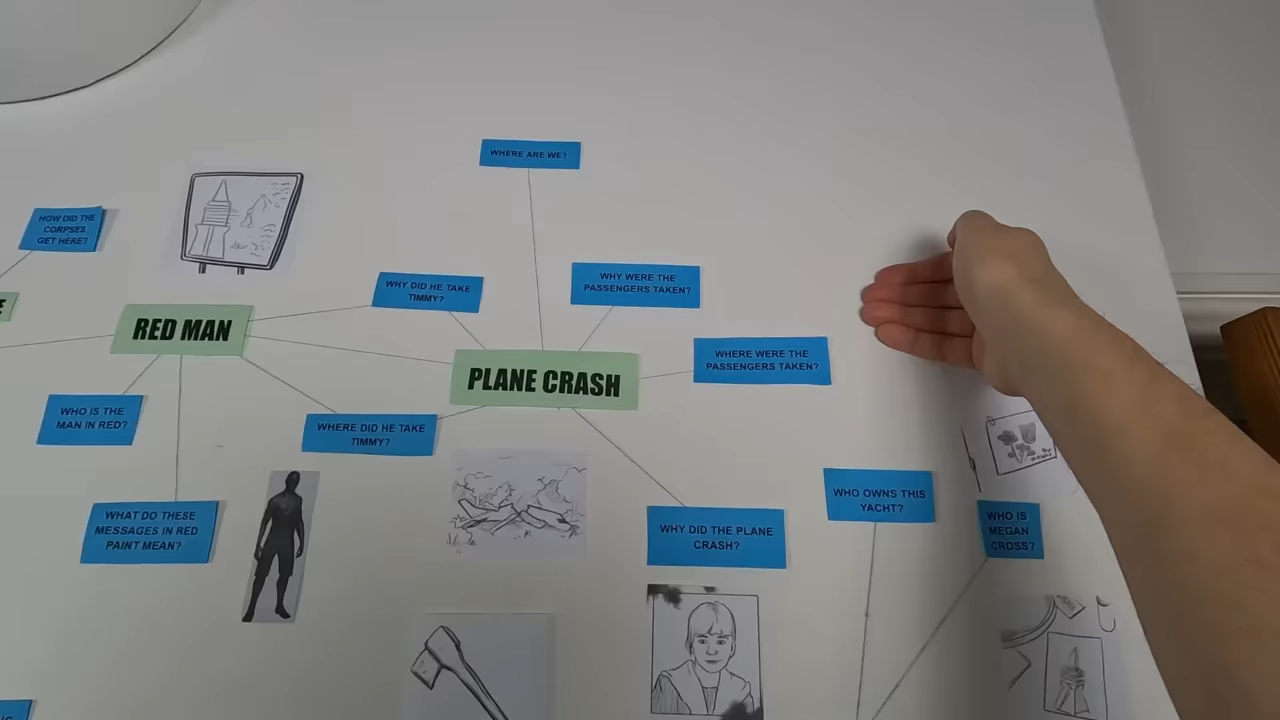 WHERE ARE WE?
HOW DID THE
CORPSES
GET HERE?
WHY DID HE TAKE
TIMMY?
WHY WERE THE
PASSENGERS TAKEN?
E
RED MAN
PLANE CRASH
WHERE WERE THE
PASSENGERS TAKEN?
WHO IS THE
MAN IN RED?
WHERE DID HE TAKE
TIMMY?
WHAT DO THESE
MESSAGES IN RED
PAINT MEAN?
WHY DID THE PLANE
CRASH?
WHO OWNS THIS
YACHT?
WHO IS
MEGAN
CROSS?